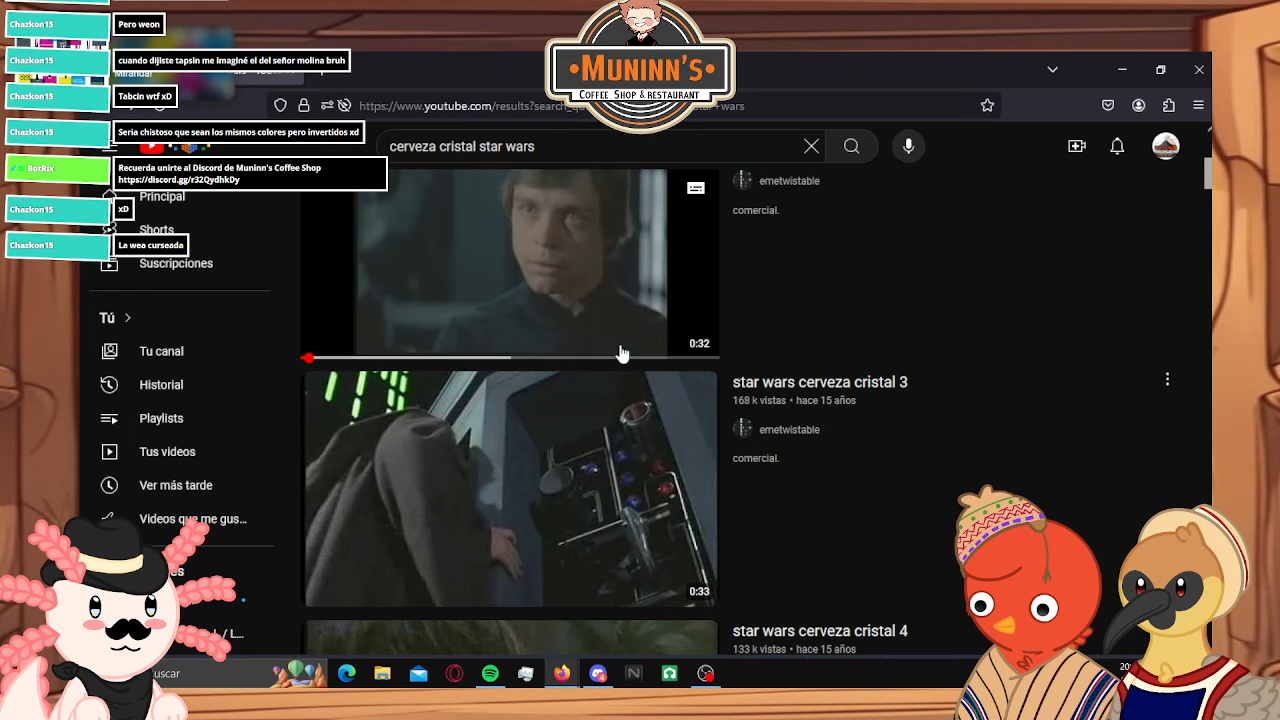 Chazkon15
Pero weon
Chazkon15
cuando dijiste tapsin me imaginé el del señor molina bruh
Miranda!
Chazkon15
Tabcin wtf xD
Chazkon15
Seria chistoso que sean los mismos colores pero invertidos xd
BotRix
Recuerda unirte al Discord de Muninn's Coffee Shop
https://discord.gg/r32QydhkDy
Chazkon15
xD
Chazkon15
La wea curseada
•MUNINN'S•
COFFEE SHOP & RESTAURANT
https://www.youtube.com/results?search_q
wars
cerveza cristal star wars
Principal
Shorts
Suscripciones
Tú
Tu canal
Historial
Playlists
Tus videos
Ver más tarde
Videos que me gus...
emetwistable
comercial.
0:32
star wars cerveza cristal 3
168 k vistas • hace 15 años
emetwistable
comercial.
0:33
star wars cerveza cristal 4
133 k vistas • hace 15 años